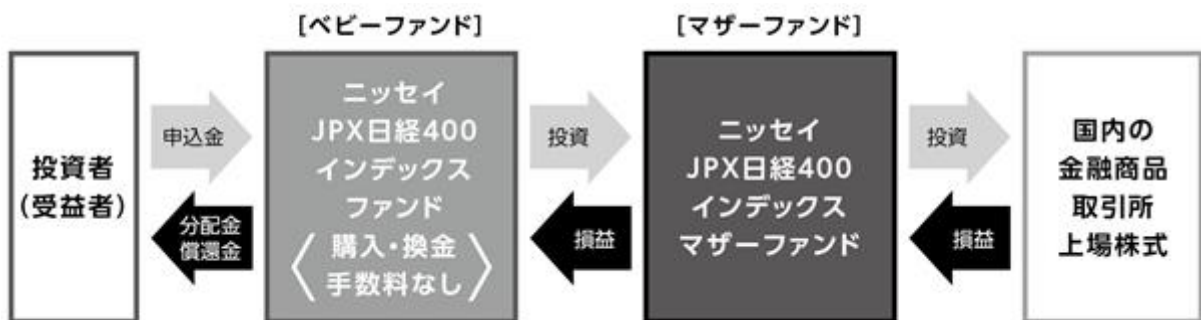 [ベビーファンド]
[マザーファンド]
投資者
(受益者)
申込金
分配金
償還金
ニッセイ
JPX日経400
インデックス
ファンド
〈購入・換金
手数料なし〉
投資
損益
ニッセイ
JPX日経400
インデックス
マザーファンド
投資
損益
国内の
金融商品
取引所
上場株式